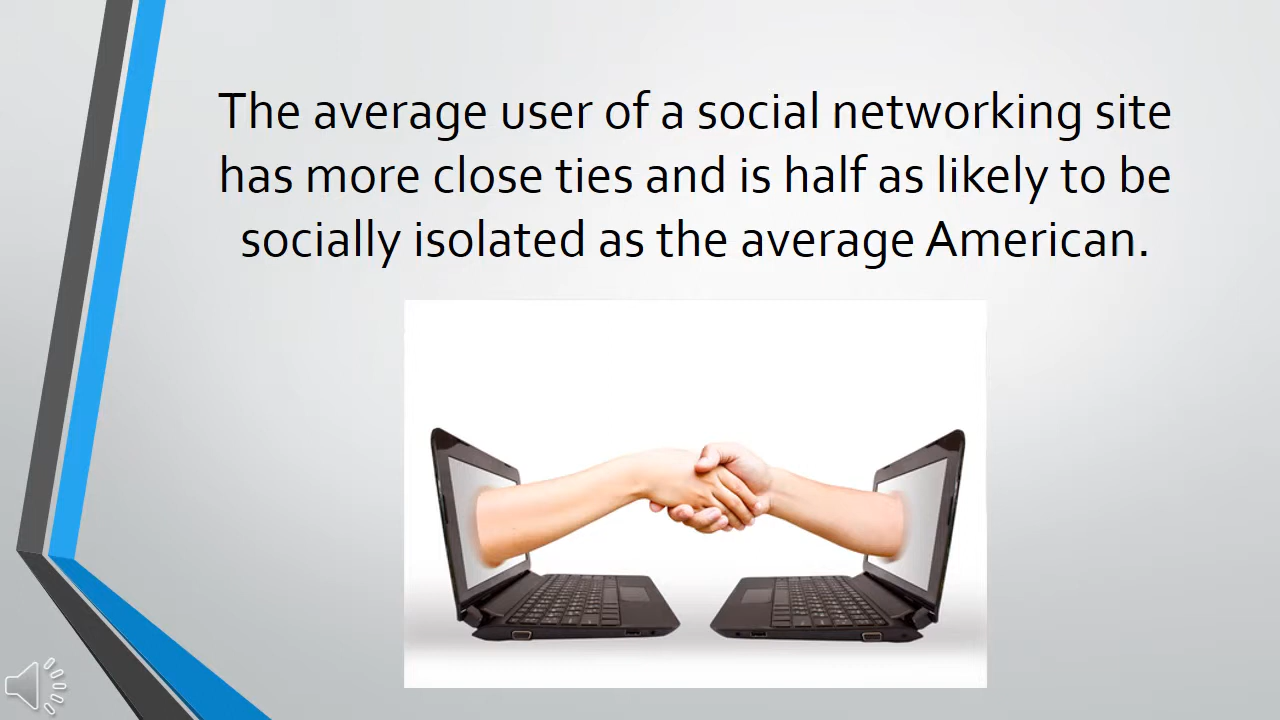 The average user of a social networking site
has more close ties and is half as likely to be
socially isolated as the average American.